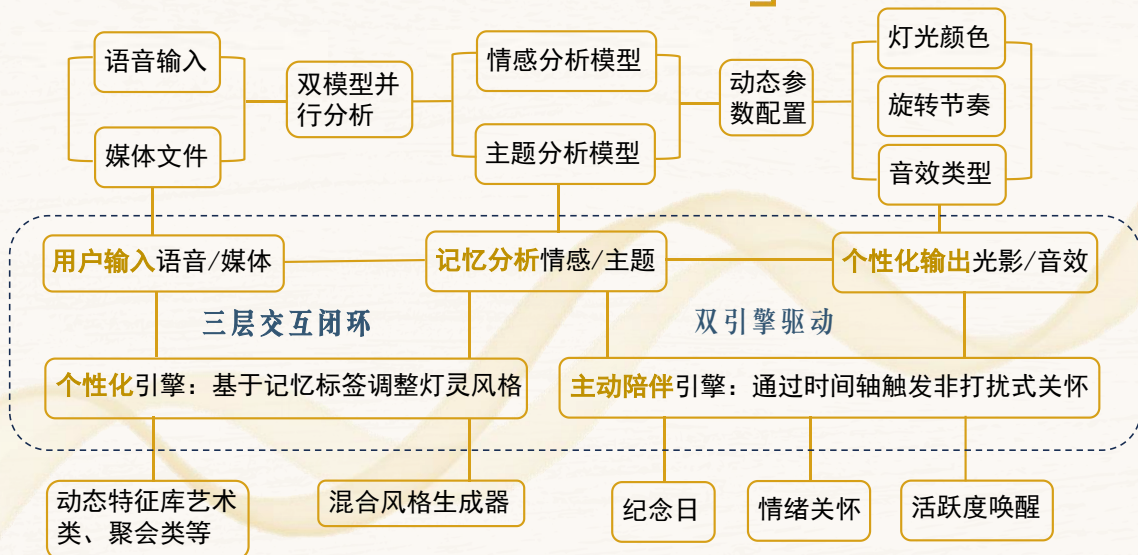 语音输入
媒体文件
双模型并
行分析
情感分析模型
主题分析模型
动态参
数配置
灯光颜色
旋转节奏
音效类型
用户输入语音/媒体
记忆分析情感/主题
个性化输出光影/音效
三层交互闭环
双引擎驱动
个性化引擎：基于记忆标签调整灯灵风格
主动陪伴引擎：通过时间轴触发非打扰式关怀
动态特征库艺术
类、聚会类等
混合风格生成器
纪念日
情绪关怀
活跃度唤醒